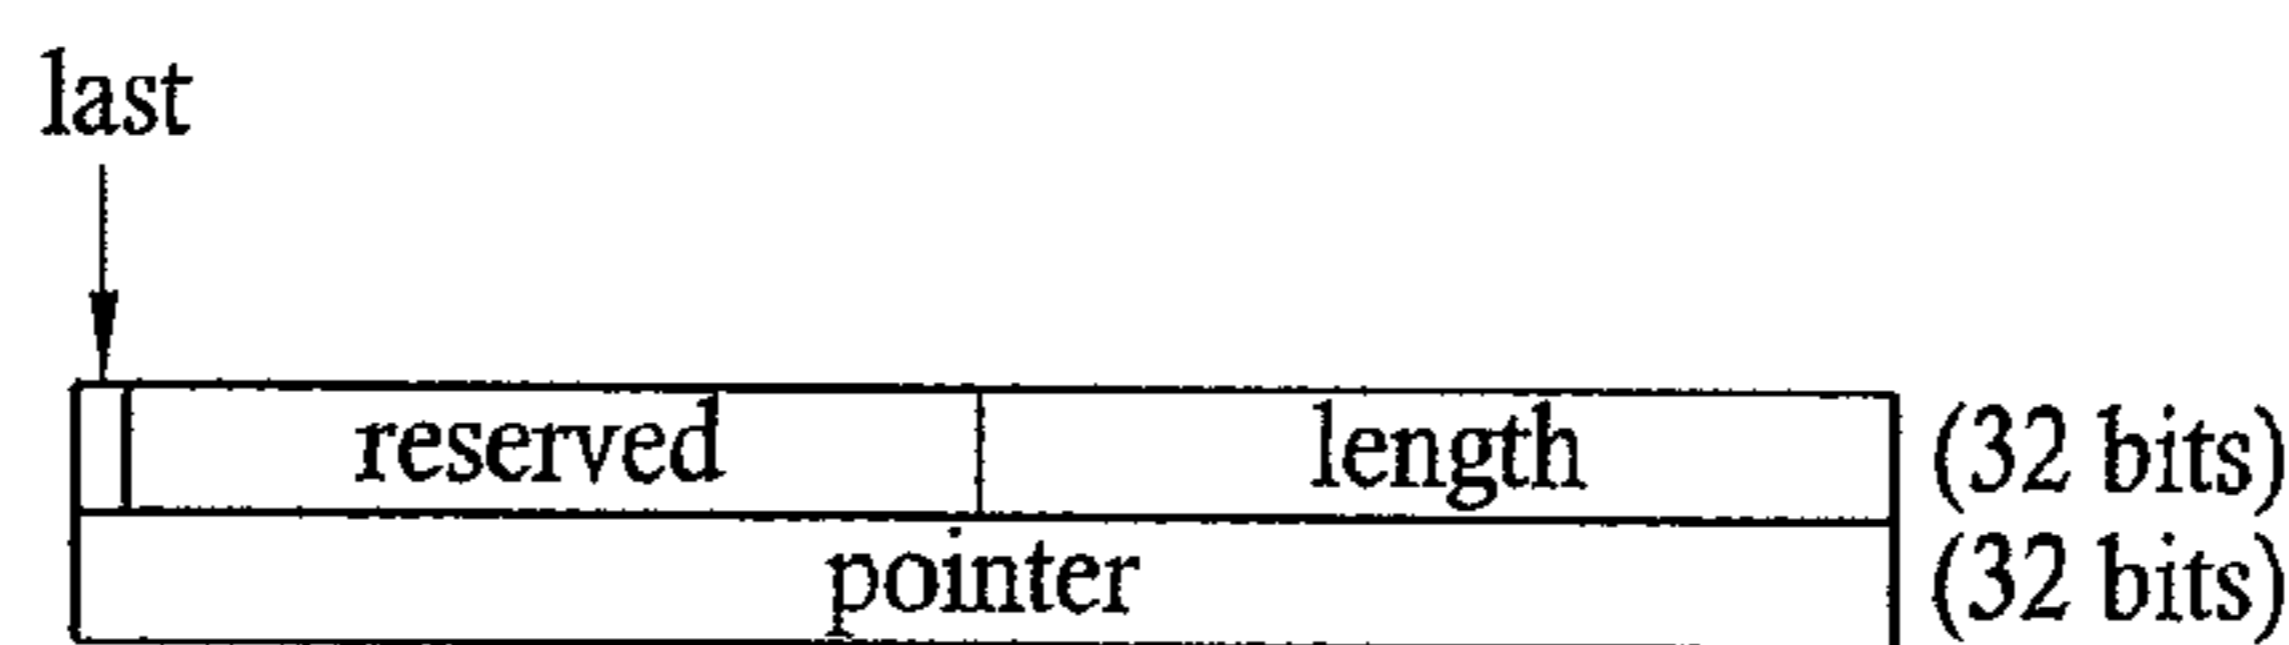 last
reserved length (32 bits)
pointer (32 bits)